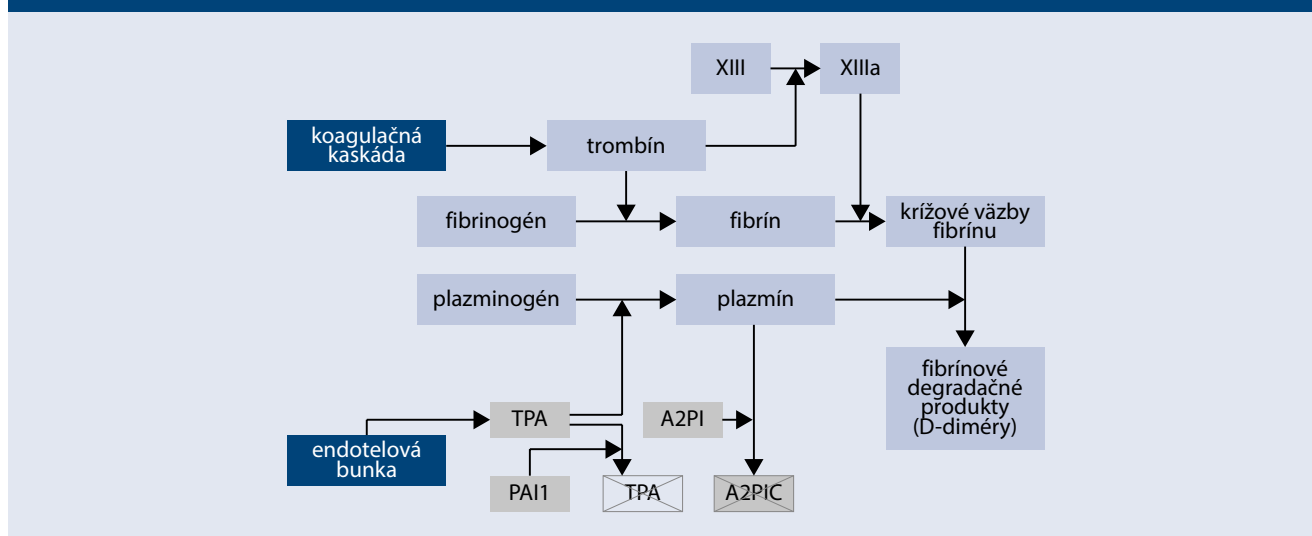 XIII
XIIIa
koagulačná
kaskáda
trombín
fibrinogén
fibrín
krížové väzby
fibrínu
plazminogén
plazmín
fibrínové
degradačné
produkty
(D-diméry)
TPA
A2PI
endotelová
bunka
PAI1
TPA
A2PIC